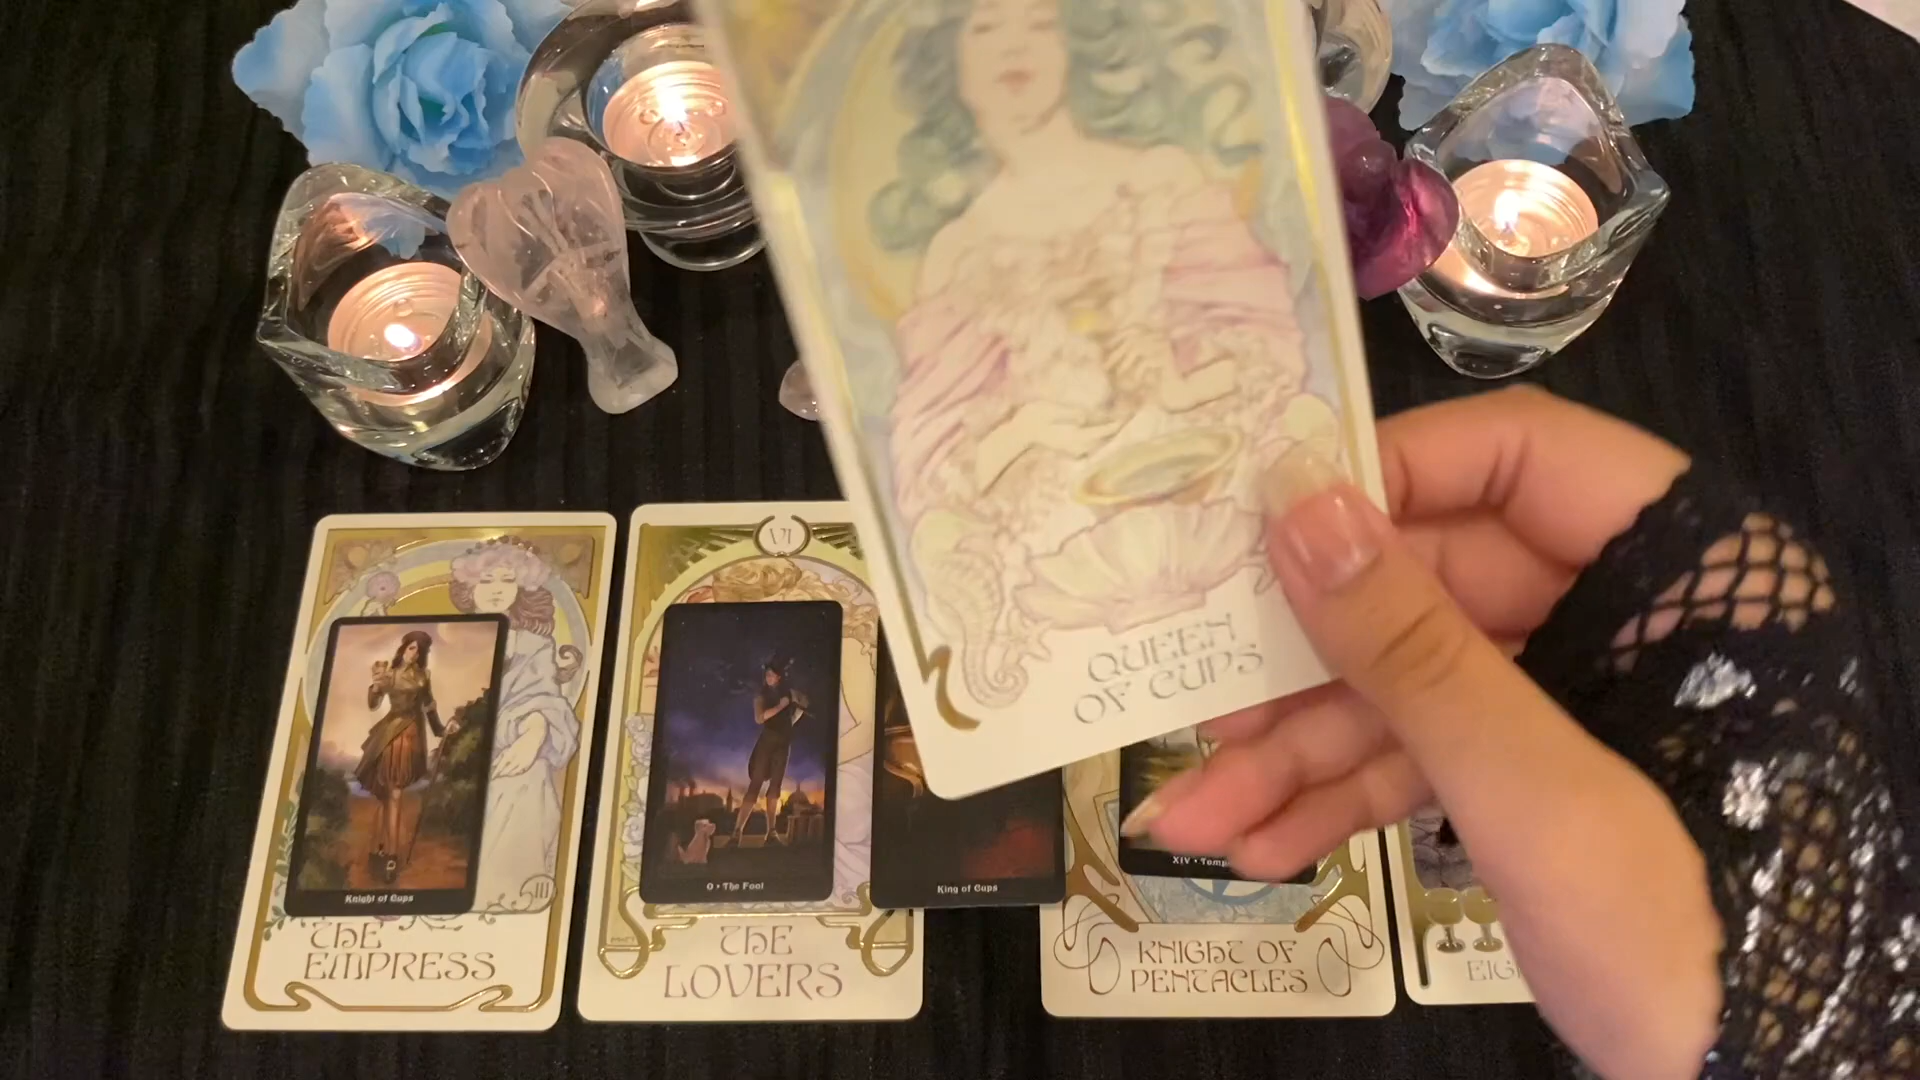 QUEEN
OF CUPS
VI
Knight of Cups
III
THE
EMPRESS
0 • The Fool
THE
LOVERS
King of Cups
XIV •
KNIGHT OF
PENTACLES